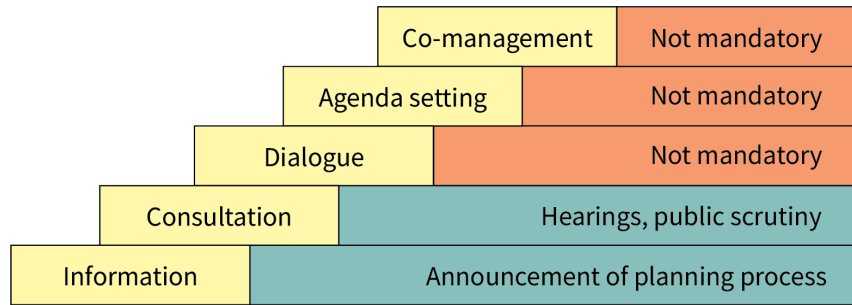 Co-management Not mandatory
Agenda setting Not mandatory
Dialogue Not mandatory
Consultation Hearings, public scrutiny
Information Announcement of planning process